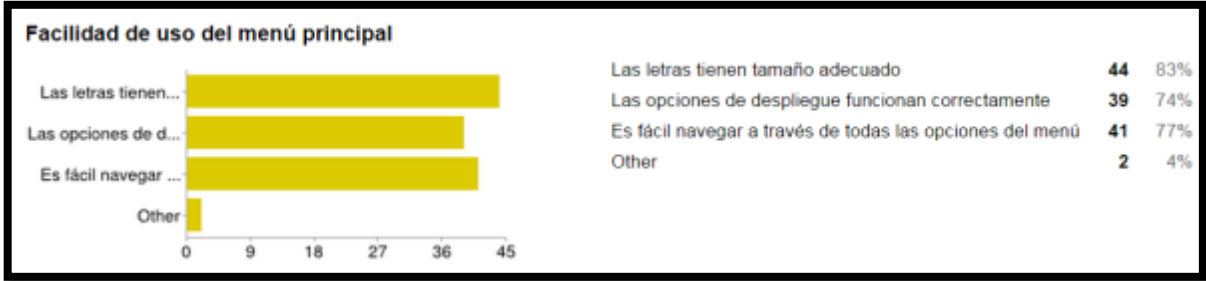 Facilidad de uso del menú principal
Las letras tienen...
Las opciones de d...
Es fácil navegar ...
Other
0 9 18 27 36 45
Las letras tienen tamaño adecuado 44 83%
Las opciones de despliegue funcionan correctamente 39 74%
Es fácil navegar a través de todas las opciones del menú 41 77%
Other 2 4%